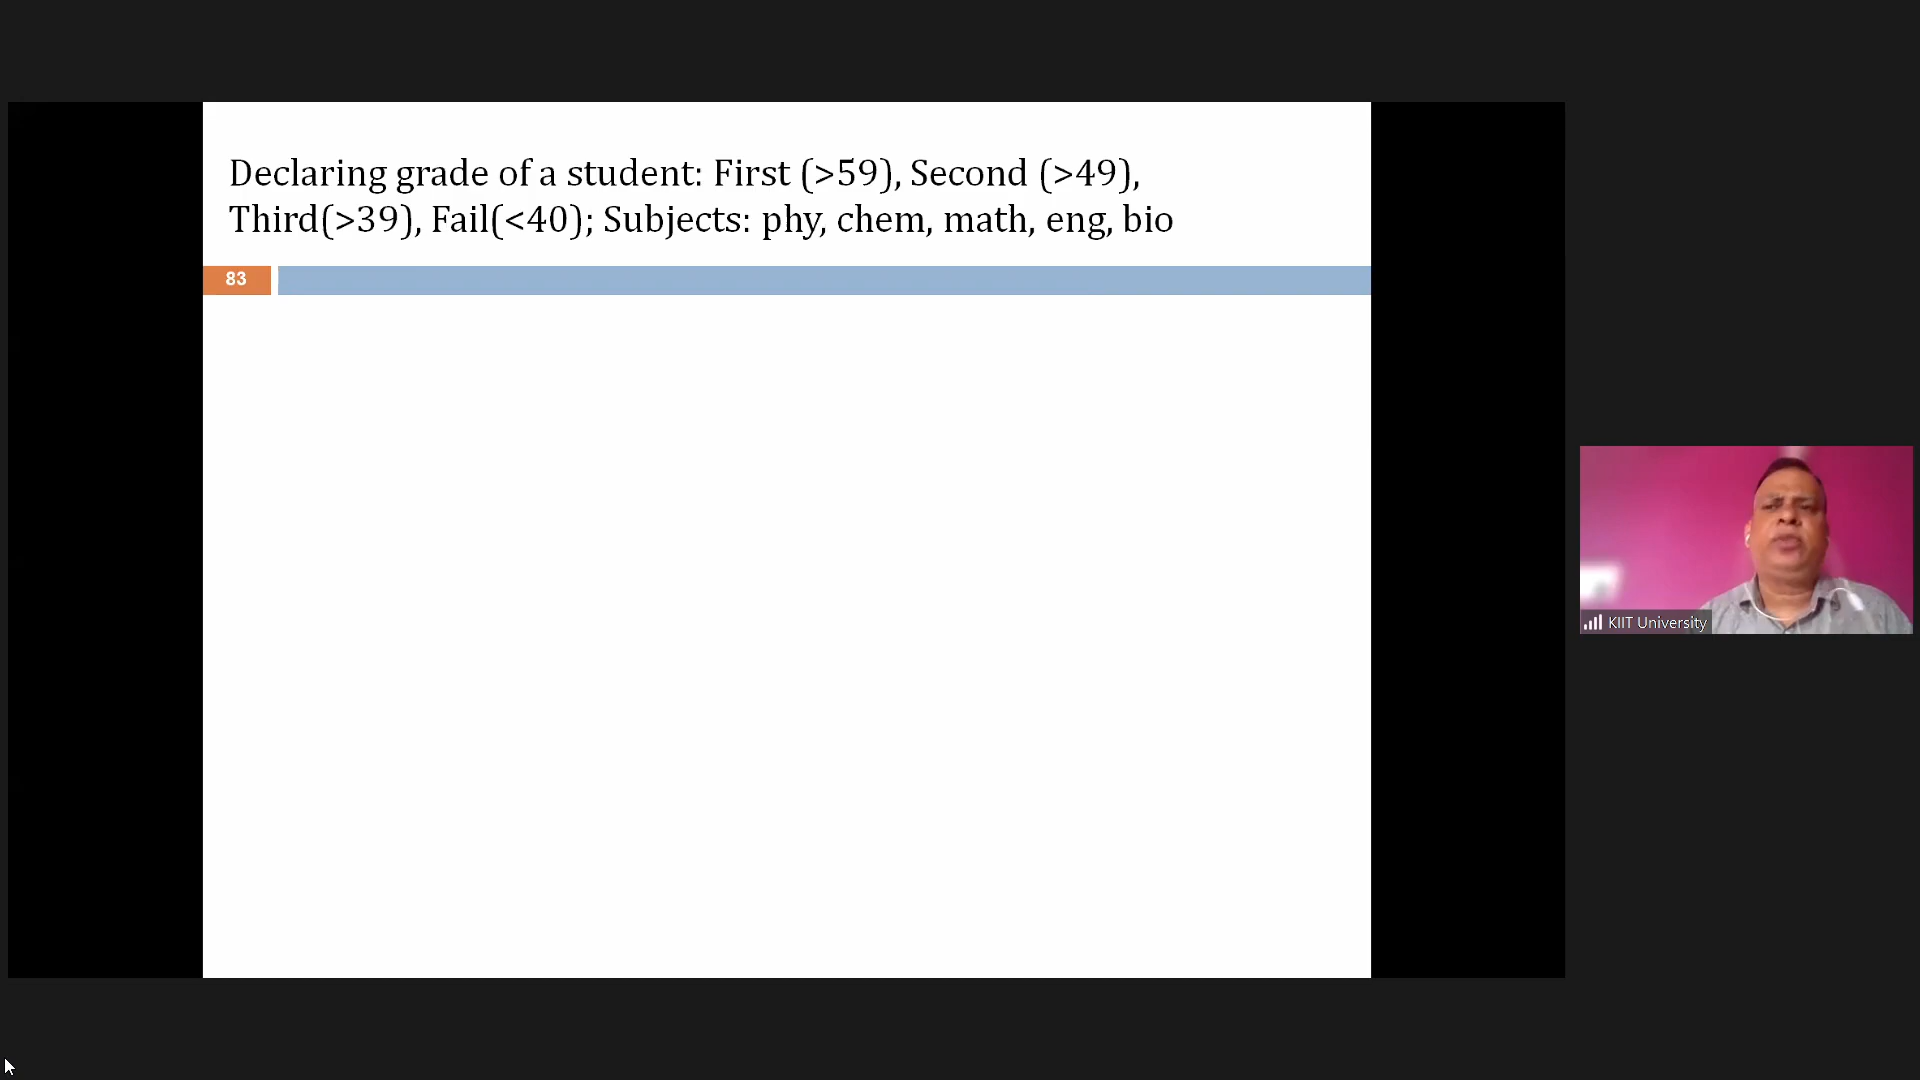 Declaring grade of a student: First (>59), Second (>49),
Third(>39), Fail(<40); Subjects: phy, chem, math, eng, bio
83
KIIT University